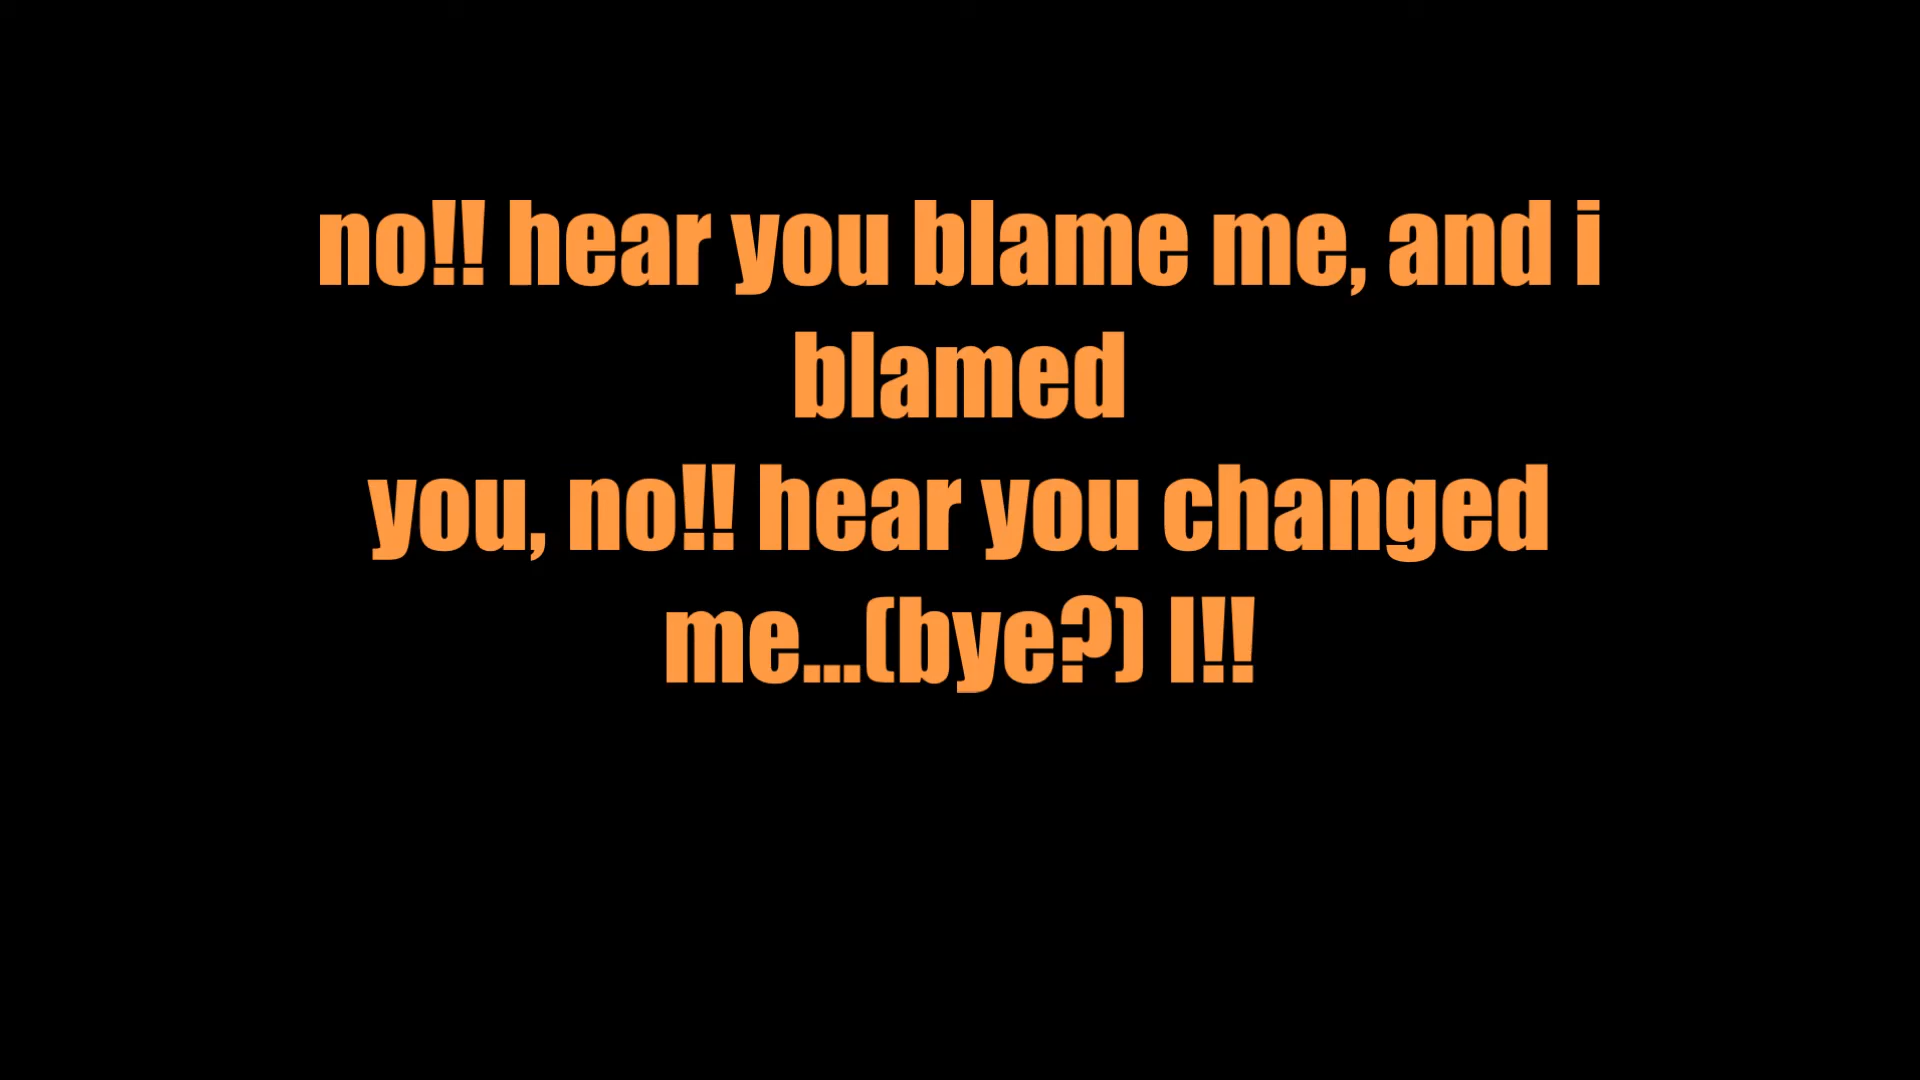 no!! hear you blame me, and i
blamed
you, no!! hear you changed
me...(bye?) I!!